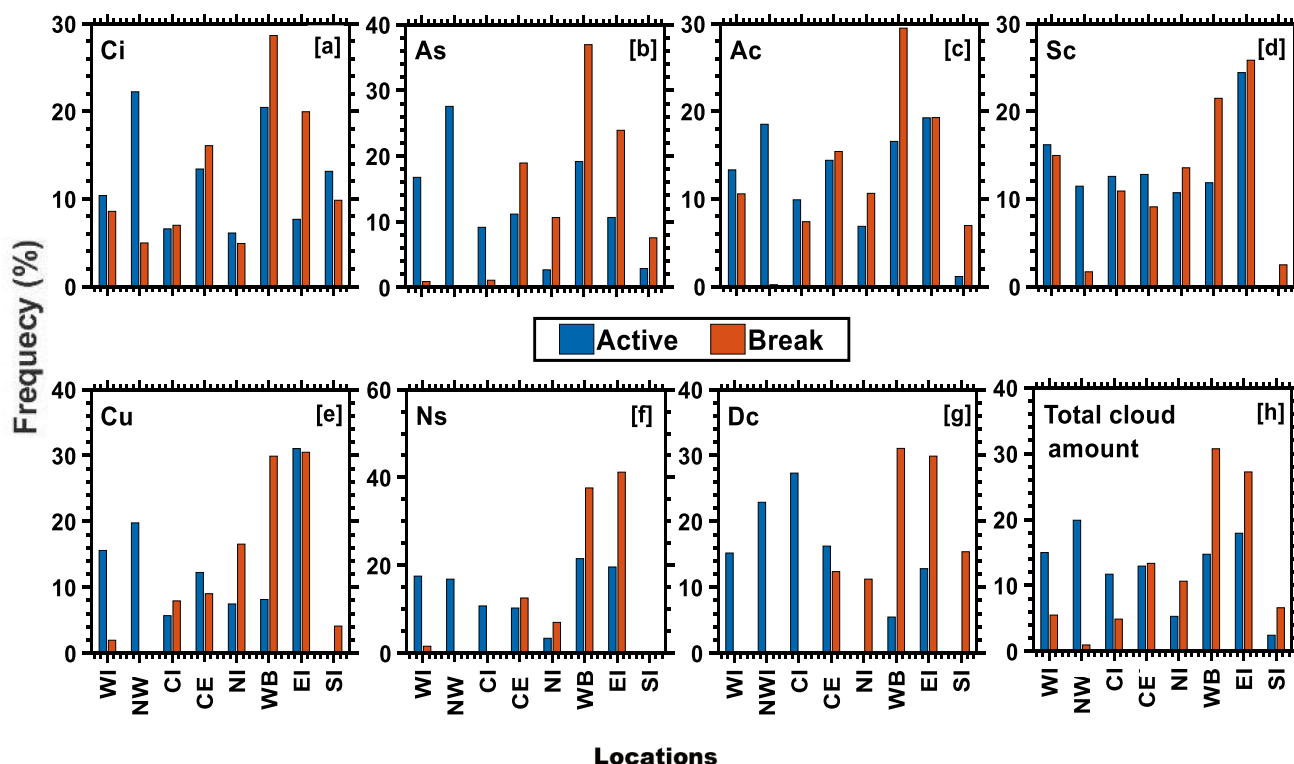 Frequecy (%)
Ci [a]
30
20
10
0
As [b]
40
30
20
10
0
Ac [c]
30
20
10
0
Sc [d]
30
20
10
0
Active Break
Cu [e]
40
30
20
10
0
WI NW CI CE NI WB EI SI
Ns [f]
60
40
20
0
WI NW CI CE NI WB EI SI
Dc [g]
40
30
20
10
0
WI NWI CI CE NI WB EI SI
Total cloud [h]
amount
40
30
20
10
0
WI NW CI CE NI WB EI SI
Locations